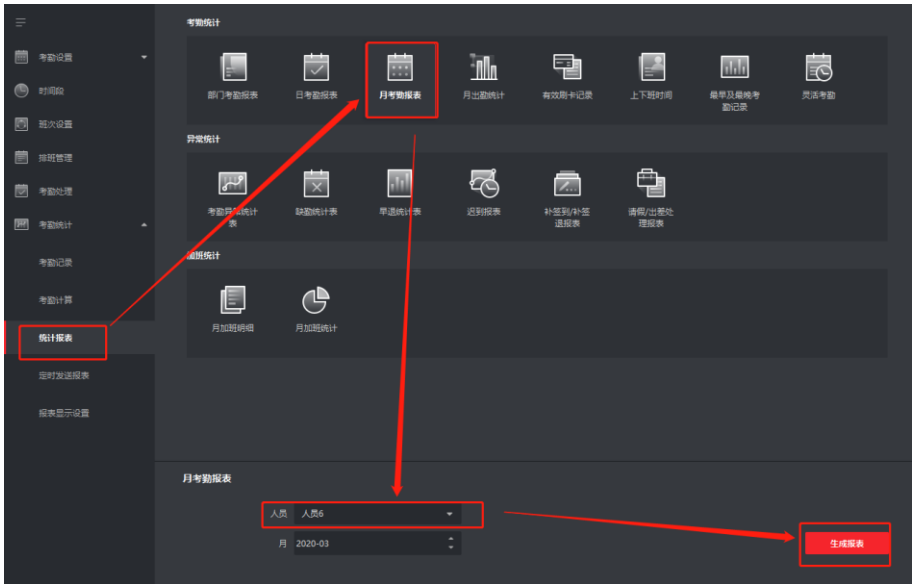 考勤设置
时间段
班次设置
排班管理
考勤处理
考勤统计
考勤记录
考勤计算
统计报表
定时发送报表
报表显示设置
考勤统计
部门考勤报表
日考勤报表
月考勤报表
月出勤统计
有效刷卡记录
上下班时间
最早及最晚考
勤记录
灵活考勤
异常统计
考勤异常统计
表
缺勤统计表
早退统计表
迟到报表
补签到/补签
退报表
请假/出差处
理报表
加班统计
月加班明细
月加班统计
月考勤报表
人员 人员6
月 2020-03
生成报表